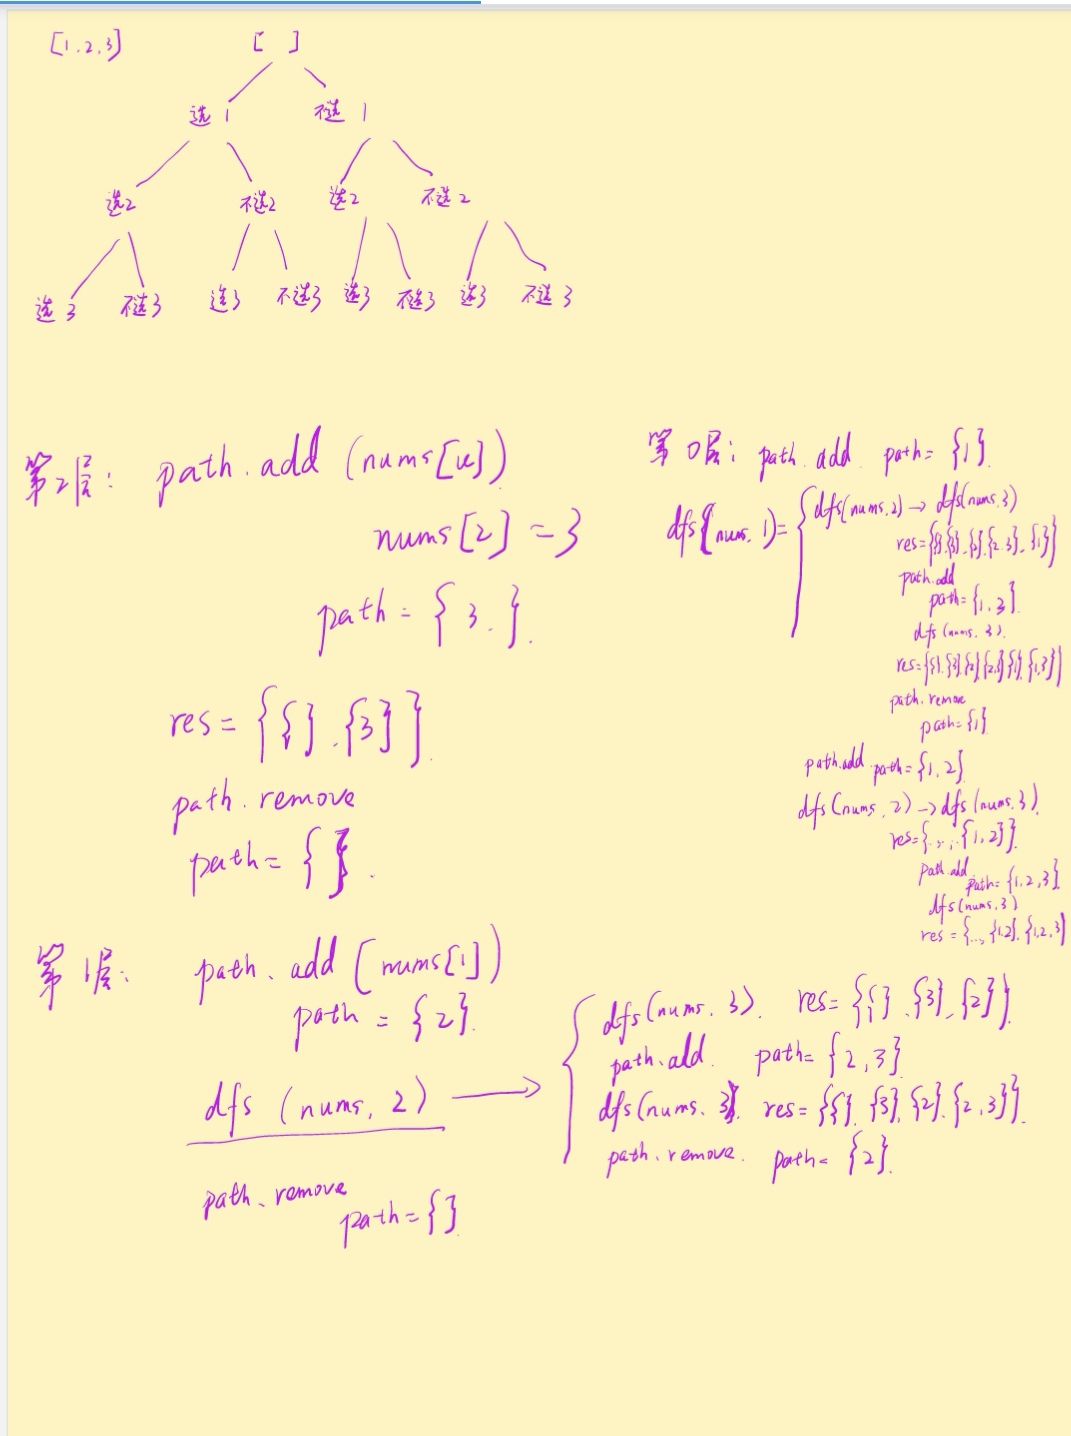 [1.2,3]
[ ]
选1 不选1
选2 不选2 选2 不选2
选3 不选3 选3 不选3 选3 不选3 选3 不选3
第2层: path.add (nums[u])
nums[2]=3
path={3.}.
res={{}.{3}}.
path.remove
path={}.
第1层: path.add(nums[1])
path={2}.
dfs (nums, 2)
path.remove
path={}.
dfs(nums. 3). res={{}.{3}.{2}}.
path.add. path={2,3}
dfs(nums. 3). res={{}.{3}.{2}.{2,3}}.
path.remove. path={2}.
第0层: path.add. path={1}.
dfs(nums. 1)=
dfs(nums.2)→dfs(nums.3)
res={{}.{3}.{2}.{2.3}.{1}}
path.add
path={1,3}.
dfs(nums. 3).
res={{}.{3}.{2}.{2,3}.{1}.{1,3}}
path.remove
path={1}
path.add path={1,2}.
dfs(nums. 2)→dfs(nums.3).
res={...{1,2}}.
path.add.
path={1,2,3}
dfs(nums.3)
res={..., {1.2}.{1,2,3}